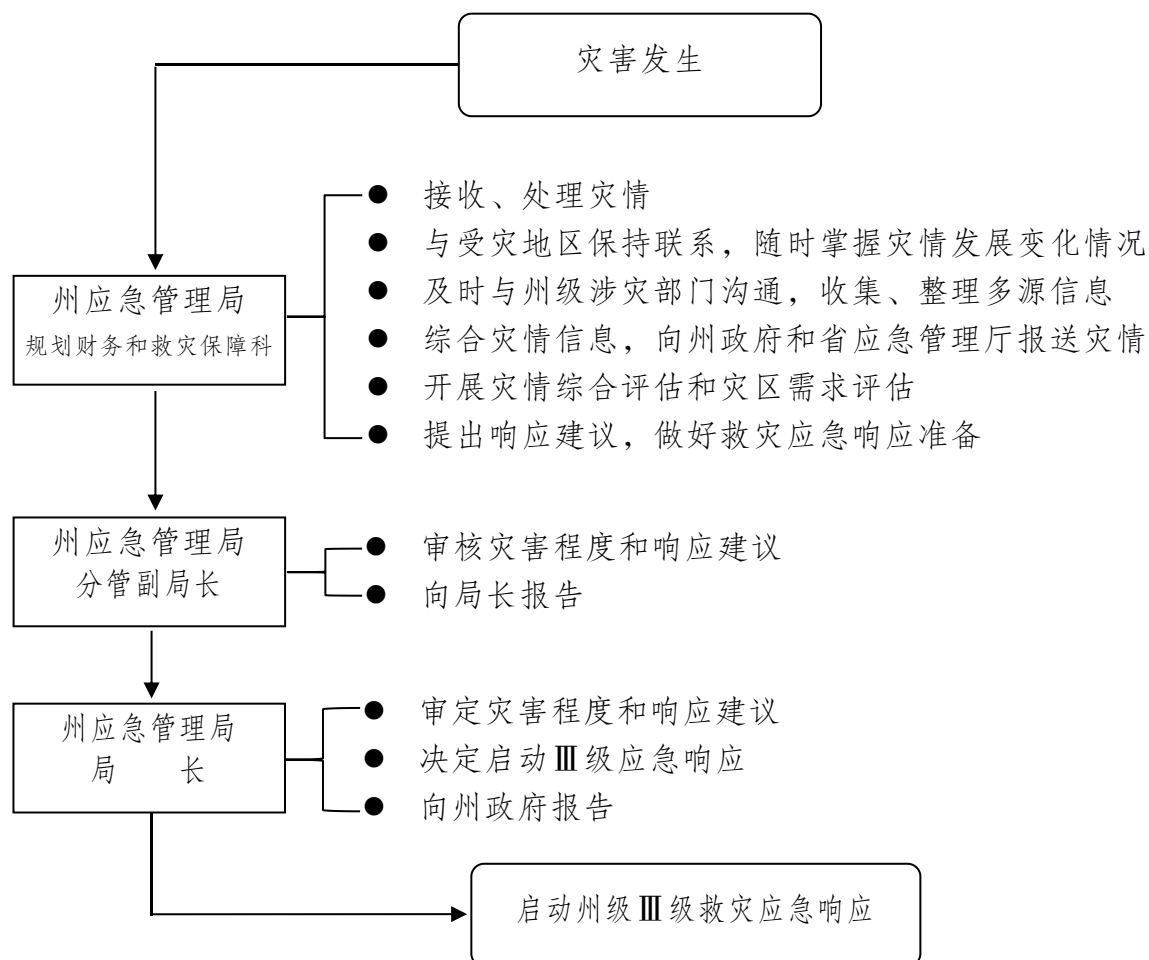 灾害发生
接收、处理灾情
与受灾地区保持联系，随时掌握灾情发展变化情况
及时与州级涉灾部门沟通，收集、整理多源信息
综合灾情信息，向州政府和省应急管理厅报送灾情
开展灾情综合评估和灾区需求评估
提出响应建议，做好救灾应急响应准备
州应急管理局
规划财务和救灾保障科
州应急管理局
分管副局长
审核灾害程度和响应建议
向局长报告
州应急管理局
局 长
审定灾害程度和响应建议
决定启动Ⅲ级应急响应
向州政府报告
启动州级Ⅲ级救灾应急响应